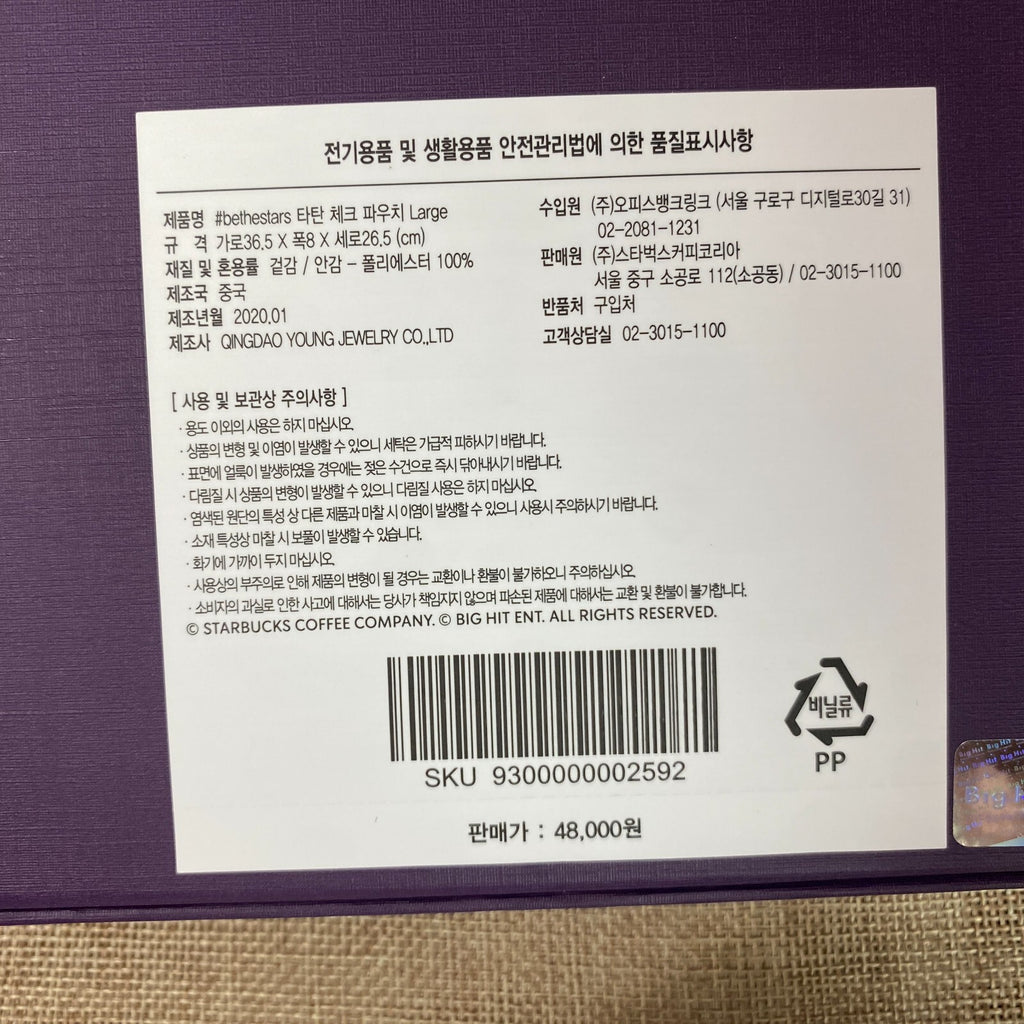 전기용품 및 생활용품 안전관리법에 의한 품질표시사항
제품명 #bethestars 타탄 체크 파우치 Large
규 격 가로36.5 X 폭8 X 세로26.5 (cm)
재질 및 혼용률 겉감 / 안감 - 폴리에스터 100%
제조국 중국
제조년월 2020.01
제조사 QINGDAO YOUNG JEWELRY CO.,LTD
수입원 (주)오피스뱅크링크 (서울 구로구 디지털로30길 31)
02-2081-1231
판매원 (주)스타벅스커피코리아
서울 중구 소공로 112(소공동) / 02-3015-1100
반품처 구입처
고객상담실 02-3015-1100
[ 사용 및 보관상 주의사항 ]
· 용도 이외의 사용은 하지 마십시오.
· 상품의 변형 및 이염이 발생할 수 있으니 세탁은 가급적 피하시기 바랍니다.
· 표면에 얼룩이 발생하였을 경우에는 젖은 수건으로 즉시 닦아내시기 바랍니다.
· 다림질 시 상품의 변형이 발생할 수 있으니 다림질 사용은 하지 마십시오.
· 염색된 원단의 특성 상 다른 제품과 마찰 시 이염이 발생할 수 있으니 사용시 주의하시기 바랍니다.
· 소재 특성상 마찰 시 보풀이 발생할 수 있습니다.
· 화기에 가까이 두지 마십시오.
· 사용상의 부주의로 인해 제품의 변형이 될 경우는 교환이나 환불이 불가하오니 주의하십시오.
· 소비자의 과실로 인한 사고에 대해서는 당사가 책임지지 않으며 파손된 제품에 대해서는 교환 및 환불이 불가합니다.
© STARBUCKS COFFEE COMPANY. © BIG HIT ENT. ALL RIGHTS RESERVED.
비닐류
PP
SKU 9300000002592
판매가 : 48,000원
Big Hit Big Hit